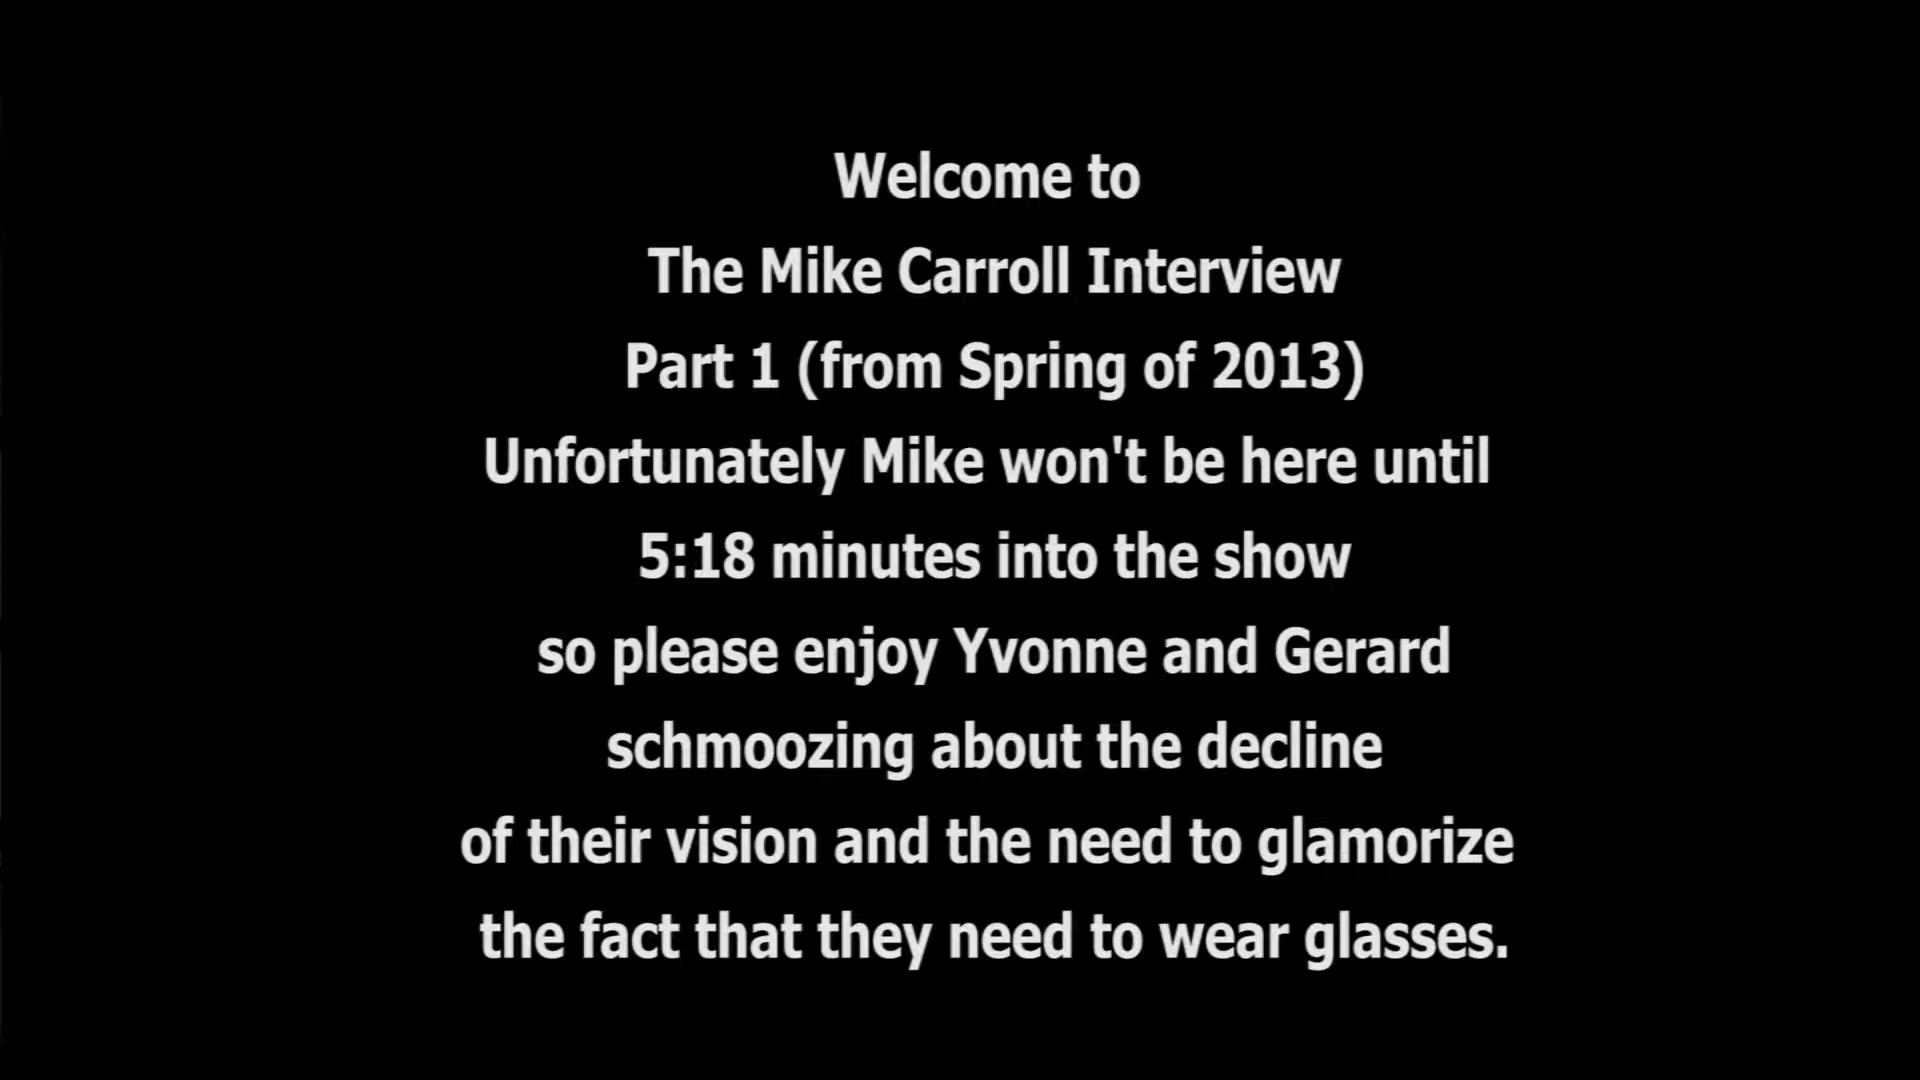 Welcome to
The Mike Carroll Interview
Part 1 (from Spring of 2013)
Unfortunately Mike won't be here until
5:18 minutes into the show
so please enjoy Yvonne and Gerard
schmoozing about the decline
of their vision and the need to glamorize
the fact that they need to wear glasses.